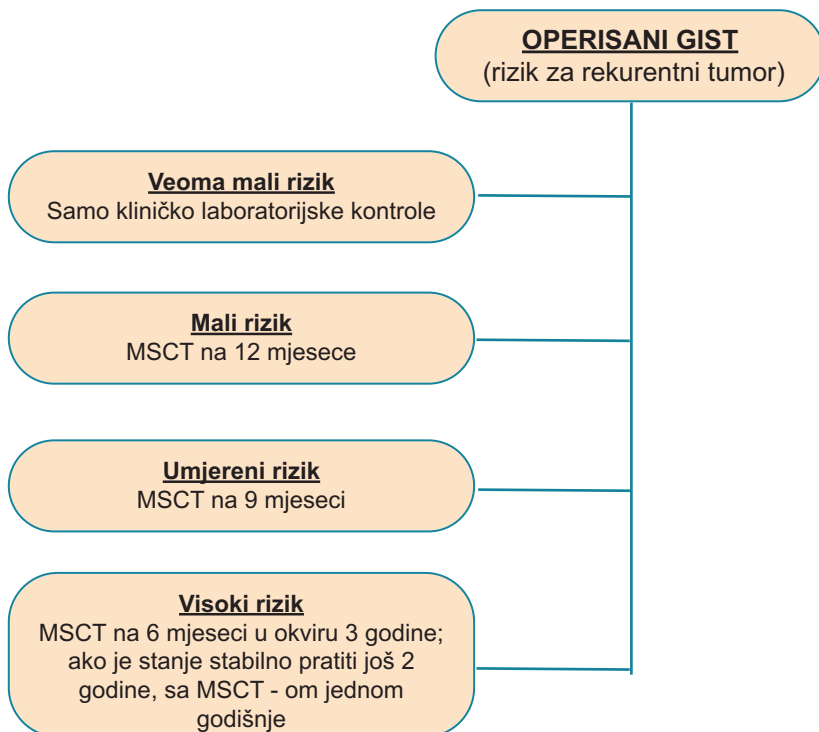 OPERISANI GIST
(rizik za rekurentni tumor)
Veoma mali rizik
Samo kliničko laboratorijske kontrole
Mali rizik
MSCT na 12 mjesece
Umjereni rizik
MSCT na 9 mjeseci
Visoki rizik
MSCT na 6 mjeseci u okviru 3 godine;
ako je stanje stabilno pratiti još 2
godine, sa MSCT - om jednom
godišnje